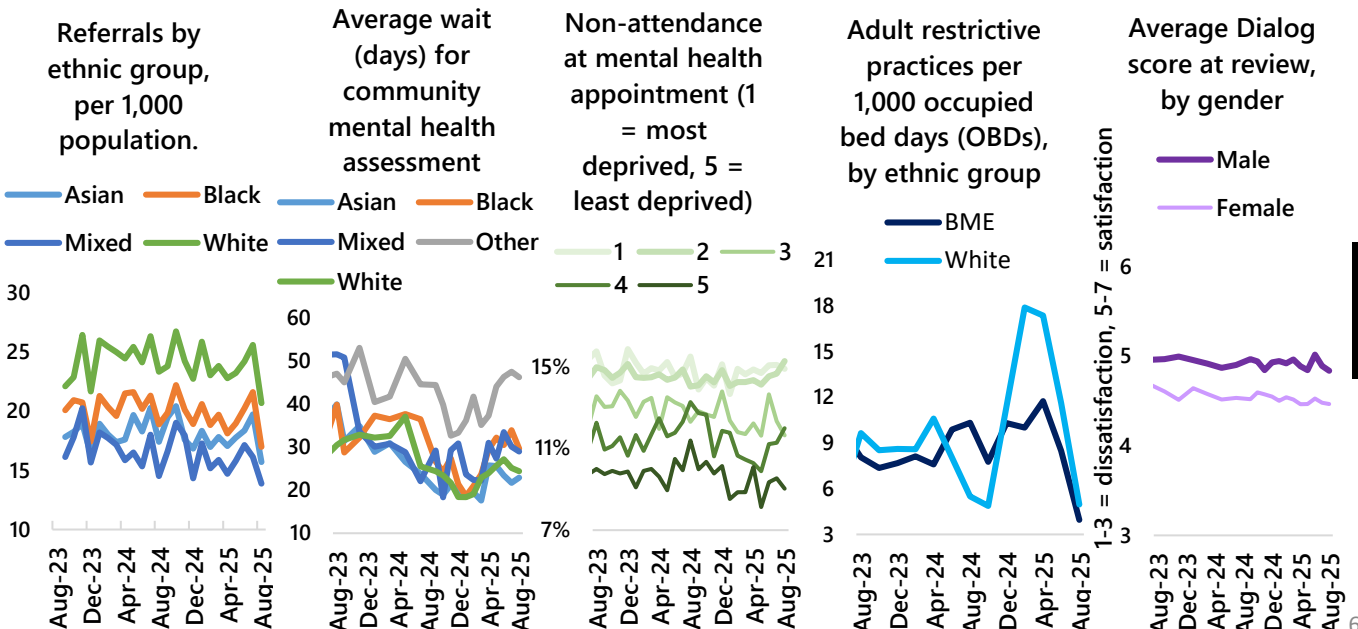 Referrals by
ethnic group,
per 1,000
population.
Asian
Black
Mixed
White
30
25
20
15
10
Aug-23
Dec-23
Apr-24
Aug-24
Dec-24
Apr-25
Aug-25
Average wait
(days) for
community
mental health
assessment
Asian
Black
Mixed
Other
White
60
50
40
30
20
10
Aug-23
Dec-23
Apr-24
Aug-24
Dec-24
Apr-25
Aug-25
Non-attendance
at mental health
appointment (1
= most
deprived, 5 =
least deprived)
1
2
3
4
5
15%
11%
7%
Aug-23
Dec-23
Apr-24
Aug-24
Dec-24
Apr-25
Aug-25
Adult restrictive
practices per
1,000 occupied
bed days (OBDs),
by ethnic group
BME
White
21
18
15
12
9
6
3
Aug-23
Dec-23
Apr-24
Aug-24
Dec-24
Apr-25
Aug-25
Average Dialog
score at review,
by gender
Male
Female
1-3 = dissatisfaction, 5-7 = satisfaction
6
5
4
3
Aug-23
Dec-23
Apr-24
Aug-24
Dec-24
Apr-25
Aug-25
6